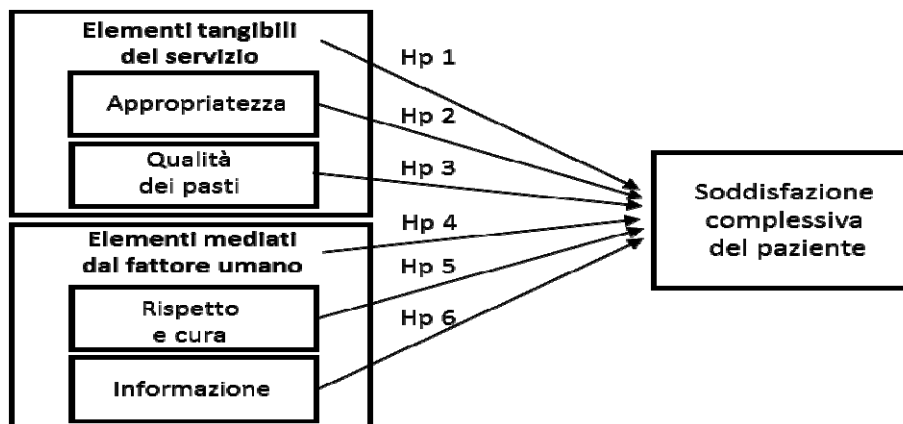 Elementi tangibili
del servizio
Appropriatezza
Qualità
dei pasti
Elementi mediati
dal fattore umano
Rispetto
e cura
Informazione
Hp 1
Hp 2
Hp 3
Hp 4
Hp 5
Hp 6
Soddisfazione
complessiva
del paziente